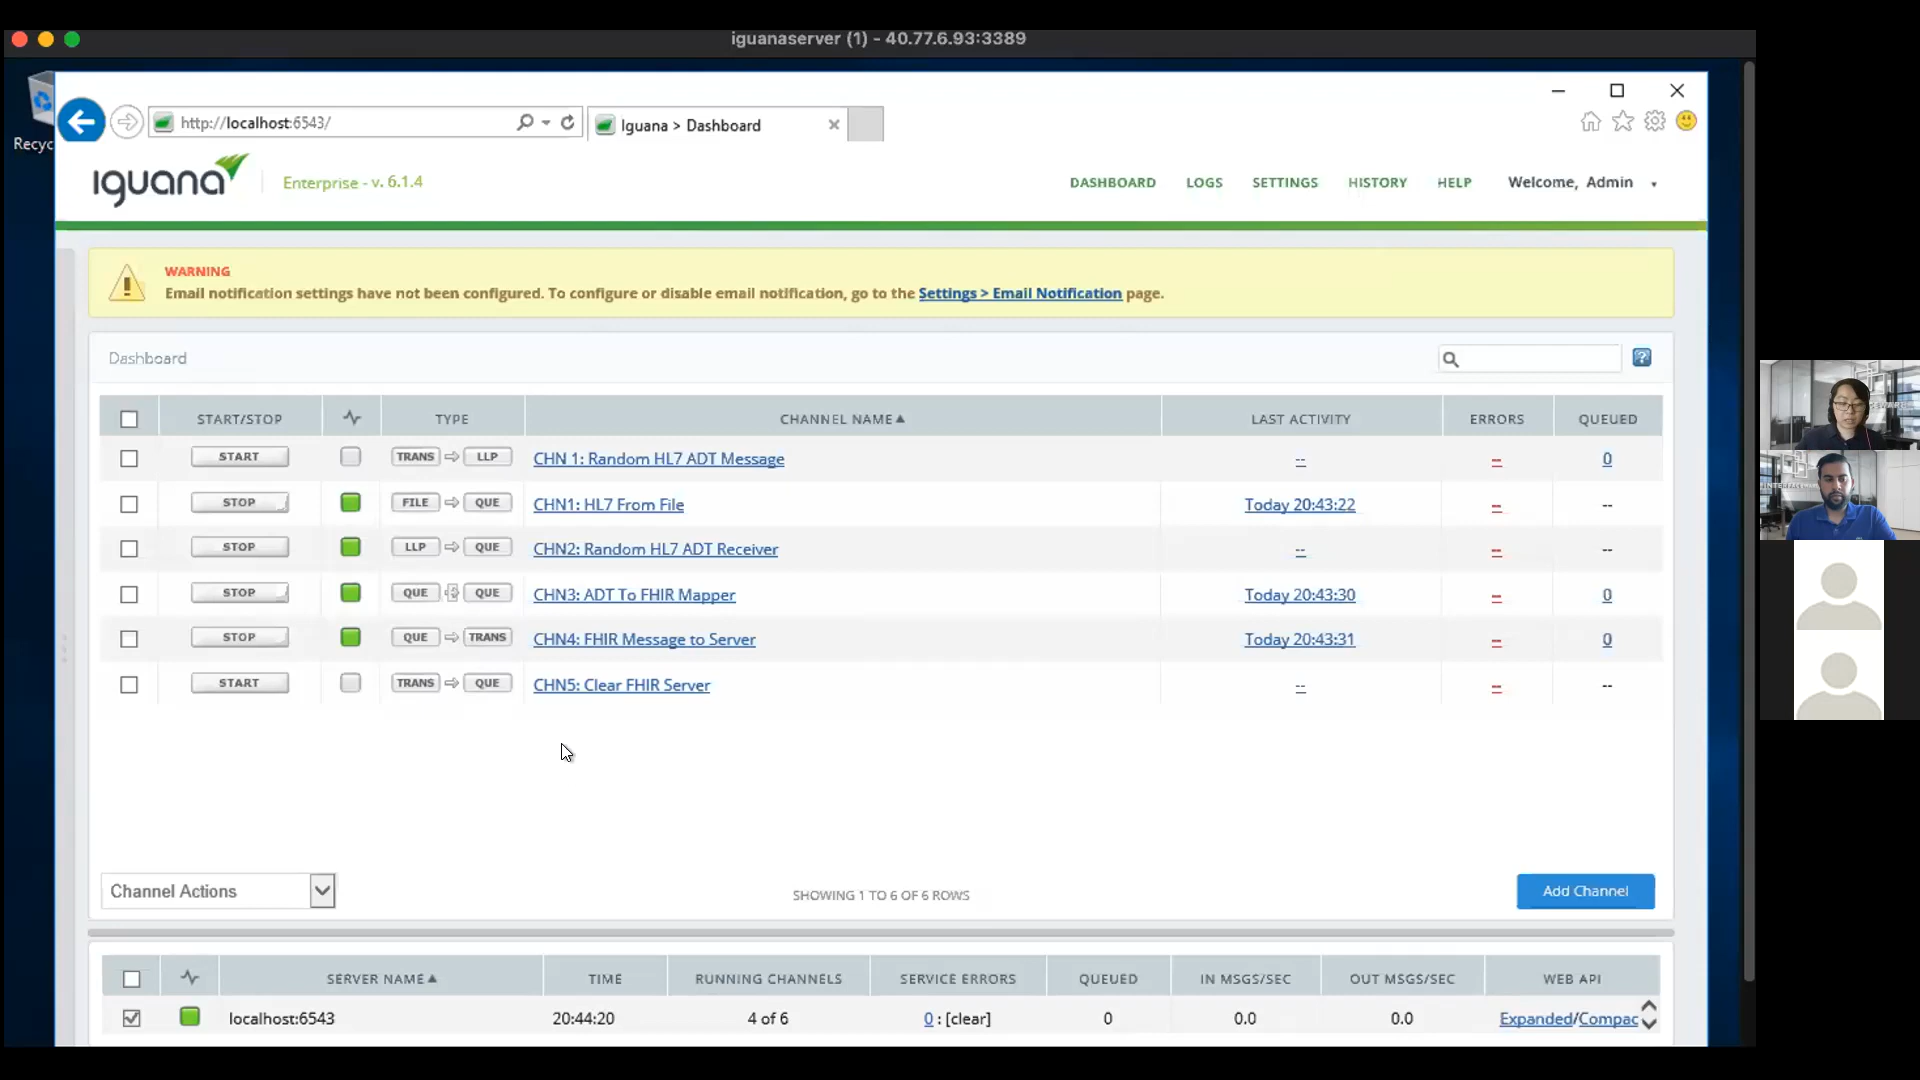 iguanaserver (1) - 40.77.6.93:3389
Recyc
http://localhost:6543/
Iguana > Dashboard
iguana
Enterprise - v. 6.1.4
DASHBOARD LOGS SETTINGS HISTORY HELP Welcome, Admin
WARNING
Email notification settings have not been configured. To configure or disable email notification, go to the Settings > Email Notification page.
Dashboard
START/STOP TYPE CHANNEL NAME LAST ACTIVITY ERRORS QUEUED
START TRANS LLP CHN 1: Random HL7 ADT Message -- -- 0
STOP FILE QUE CHN1: HL7 From File Today 20:43:22 -- --
STOP LLP QUE CHN2: Random HL7 ADT Receiver -- -- --
STOP QUE QUE CHN3: ADT To FHIR Mapper Today 20:43:30 -- 0
STOP QUE TRANS CHN4: FHIR Message to Server Today 20:43:31 -- 0
START TRANS QUE CHN5: Clear FHIR Server -- -- --
Channel Actions
SHOWING 1 TO 6 OF 6 ROWS
Add Channel
SERVER NAME TIME RUNNING CHANNELS SERVICE ERRORS QUEUED IN MSGS/SEC OUT MSGS/SEC WEB API
localhost:6543 20:44:20 4 of 6 0 : [clear] 0 0.0 0.0 Expanded/Compac